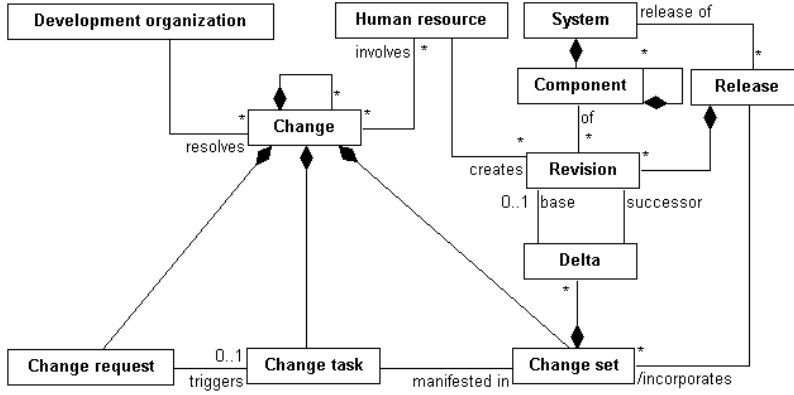 Development organization
Human resource
System
release of
involves
*
*
*
Component
Release
*
*
*
Change
of
*
resolves
*
creates
Revision
*
0..1
base
successor
Delta
*
0..1
*
Change request
Change task
Change set
triggers
manifested in
/incorporates